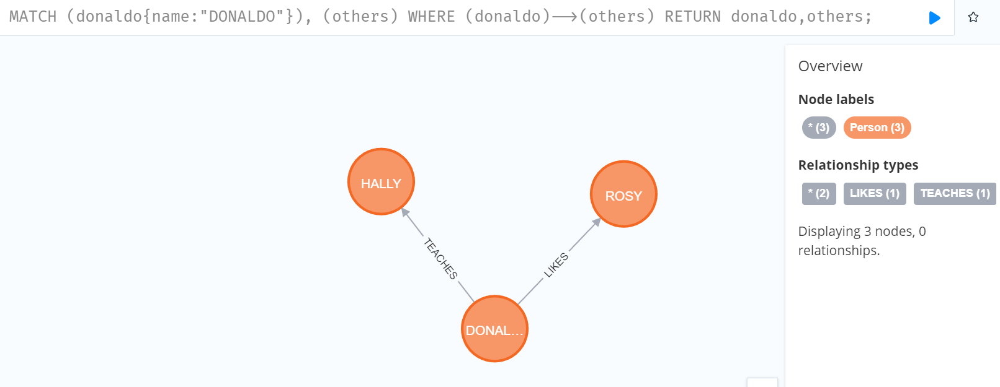 MATCH (donaldo{name:"DONALDO"}), (others) WHERE (donaldo)-->(others) RETURN donaldo,others;
Overview
Node labels
* (3) Person (3)
Relationship types
* (2) LIKES (1) TEACHES (1)
Displaying 3 nodes, 0
relationships.
HALLY
ROSY
TEACHES
LIKES
DONAL...